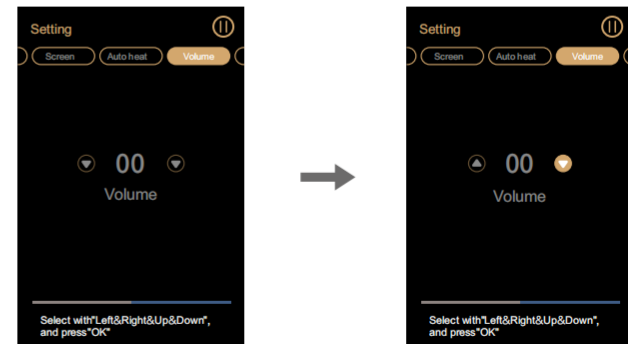 Setting
Screen
Auto heat
Volume
00
Volume
Select with"Left&Right&Up&Down",
and press"OK"
Setting
Screen
Auto heat
Volume
00
Volume
Select with"Left&Right&Up&Down",
and press"OK"